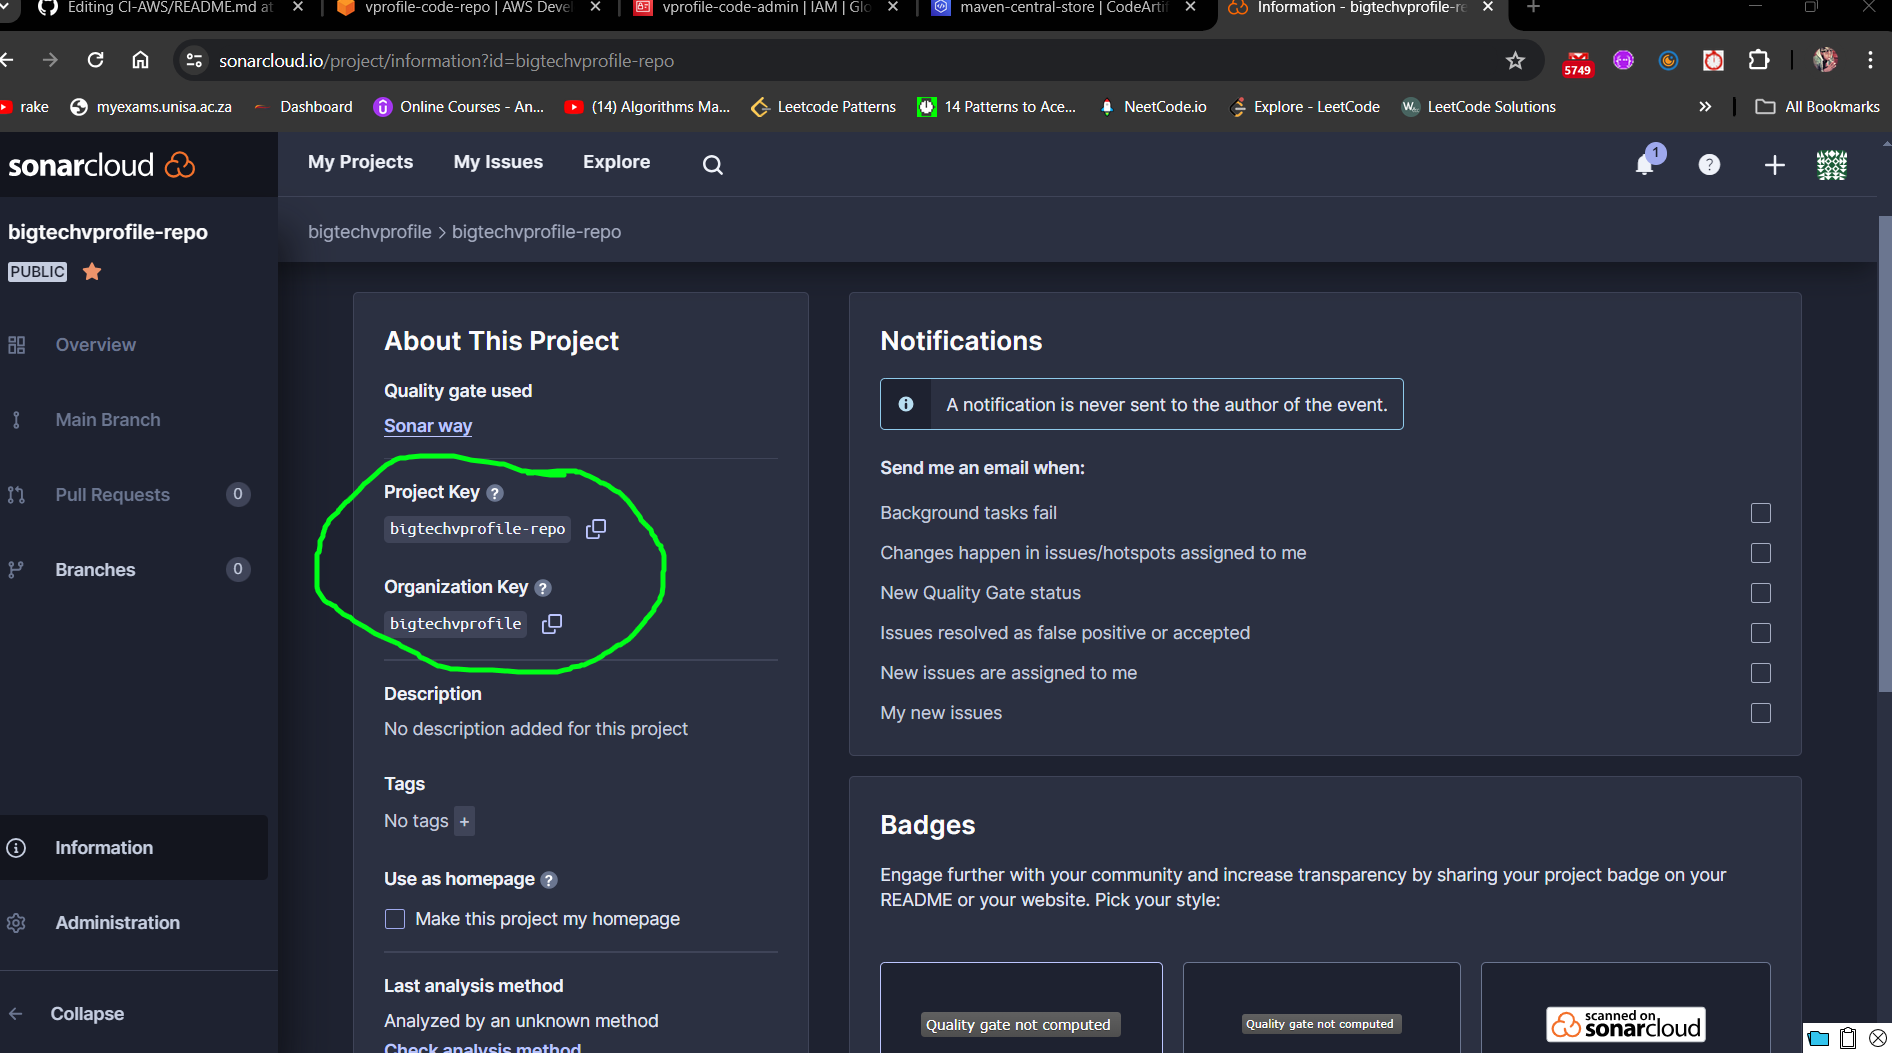 Editing CI-AWS/README.md at
vprofile-code-repo | AWS Devel
vprofile-code-admin | IAM | Glo
maven-central-store | CodeArtif
Information - bigtechvprofile-re
sonarcloud.io/project/information?id=bigtechvprofile-repo
5749
rake
myexams.unisa.ac.za
Dashboard
Online Courses - An...
(14) Algorithms Ma...
Leetcode Patterns
14 Patterns to Ace...
NeetCode.io
Explore - LeetCode
LeetCode Solutions
All Bookmarks
sonarcloud
My Projects
My Issues
Explore
1
bigtechvprofile-repo
PUBLIC
bigtechvprofile > bigtechvprofile-repo
Overview
Main Branch
Pull Requests 0
Branches 0
Information
Administration
Collapse
About This Project
Quality gate used
Sonar way
Project Key ?
bigtechvprofile-repo
Organization Key ?
bigtechvprofile
Description
No description added for this project
Tags
No tags +
Use as homepage ?
Make this project my homepage
Last analysis method
Analyzed by an unknown method
Check analysis method
Notifications
A notification is never sent to the author of the event.
Send me an email when:
Background tasks fail
Changes happen in issues/hotspots assigned to me
New Quality Gate status
Issues resolved as false positive or accepted
New issues are assigned to me
My new issues
Badges
Engage further with your community and increase transparency by sharing your project badge on your
README or your website. Pick your style:
Quality gate not computed
Quality gate not computed
scanned on
sonarcloud